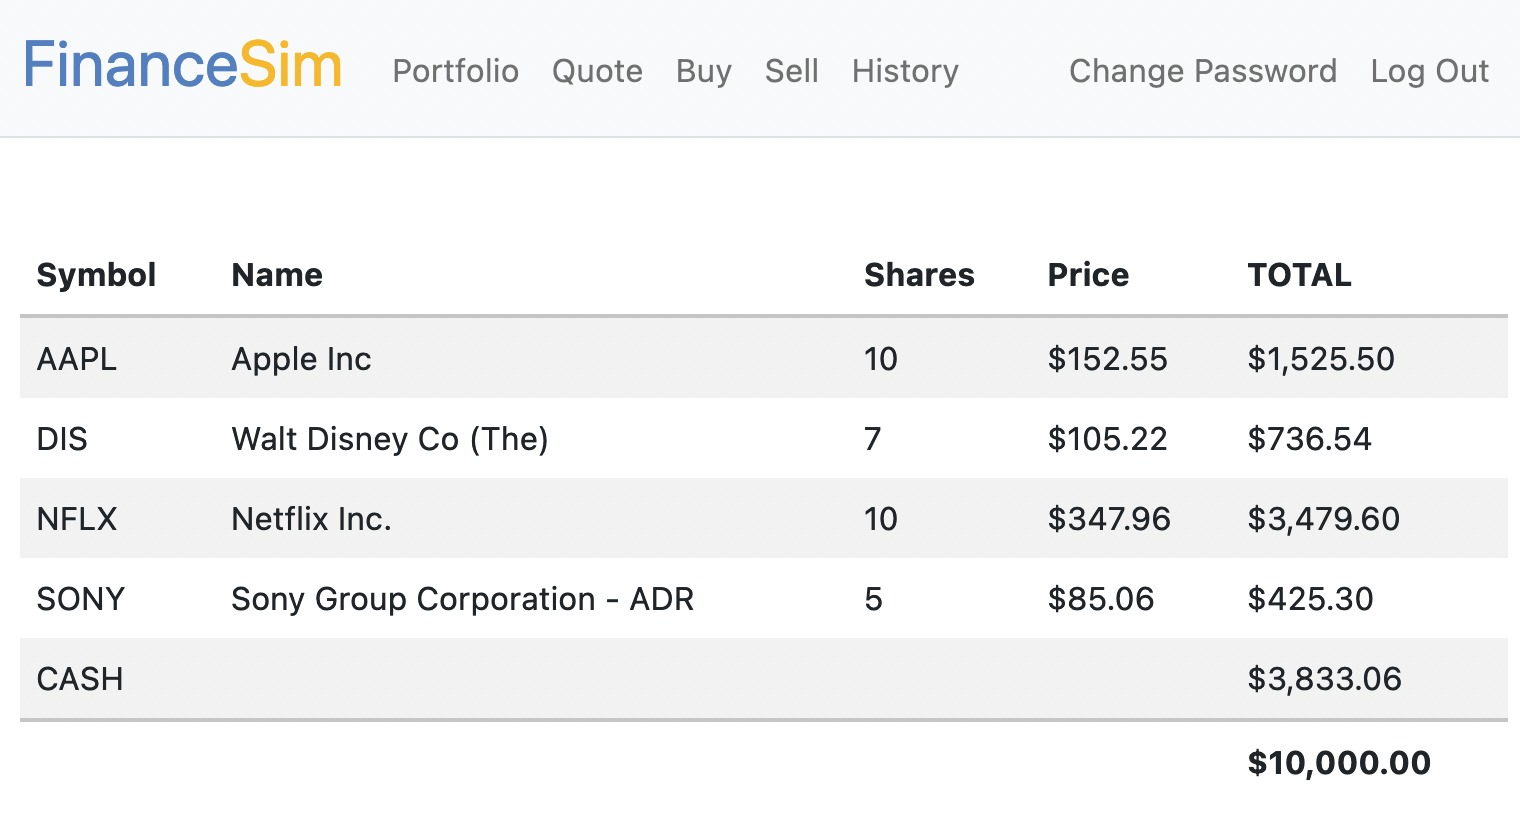 FinanceSim Portfolio Quote Buy Sell History Change Password Log Out
Symbol Name Shares Price TOTAL
AAPL Apple Inc 10 $152.55 $1,525.50
DIS Walt Disney Co (The) 7 $105.22 $736.54
NFLX Netflix Inc. 10 $347.96 $3,479.60
SONY Sony Group Corporation - ADR 5 $85.06 $425.30
CASH $3,833.06
$10,000.00